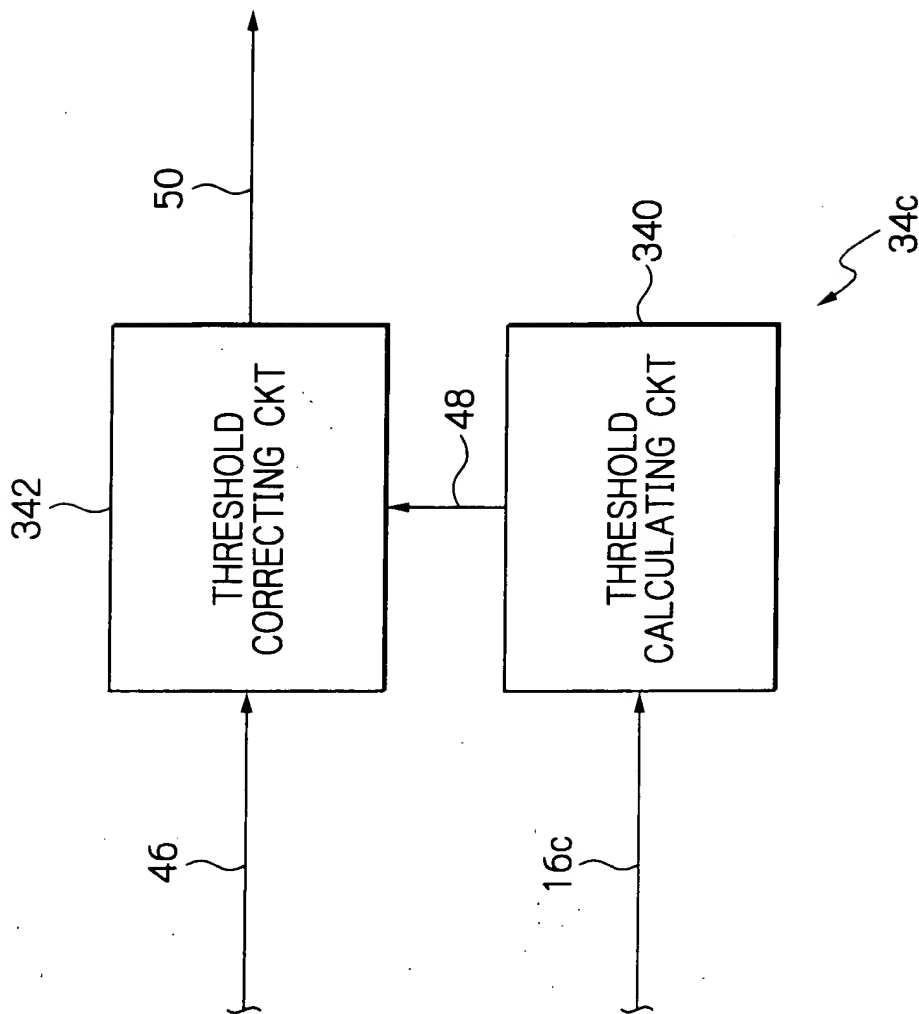 342
THRESHOLD
CORRECTING CKT
46
50
48
THRESHOLD
CALCULATING CKT
340
16c
34c